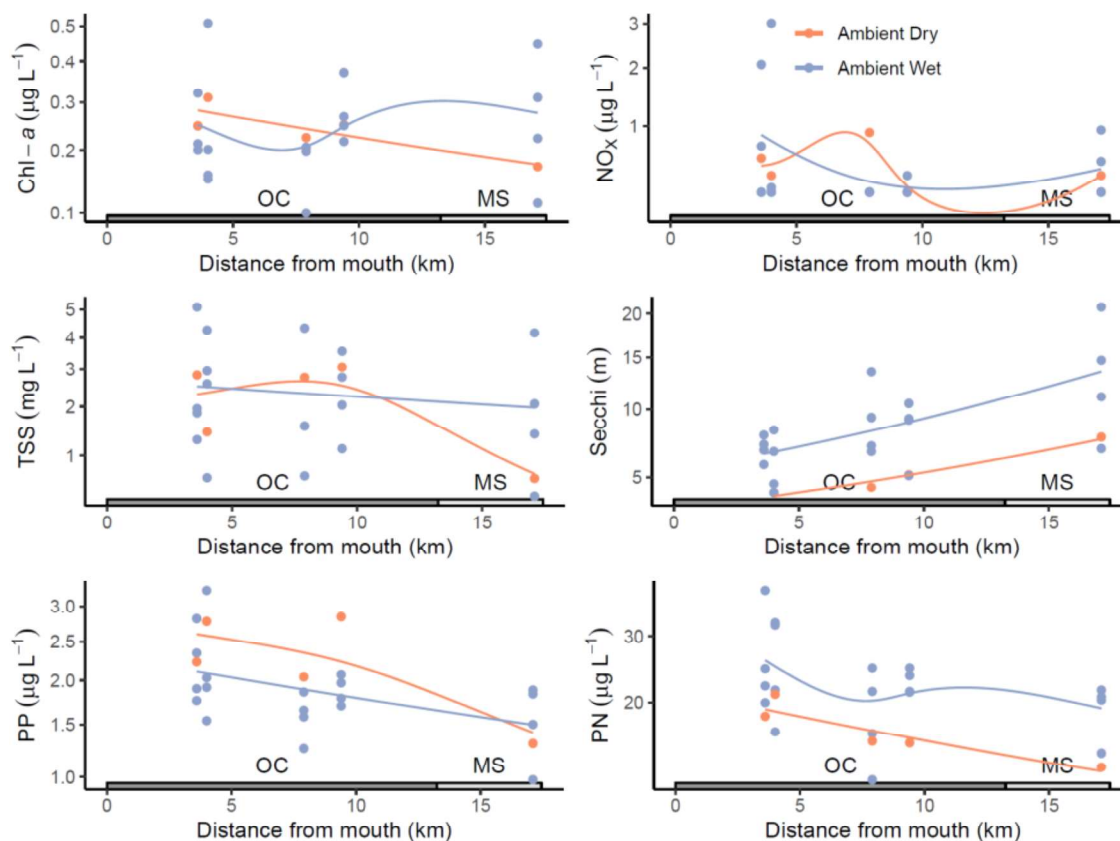 Chl − a (µg L−1)
0.5
0.4
0.3
0.2
0.1
OC MS
0 5 10 15
Distance from mouth (km)
NOX (µg L−1)
3
2
1
Ambient Dry
Ambient Wet
OC MS
0 5 10 15
Distance from mouth (km)
TSS (mg L−1)
5
4
3
2
1
OC MS
0 5 10 15
Distance from mouth (km)
Secchi (m)
20
15
10
5
OC MS
0 5 10 15
Distance from mouth (km)
PP (µg L−1)
3.0
2.5
2.0
1.5
1.0
OC MS
0 5 10 15
Distance from mouth (km)
PN (µg L−1)
30
20
OC MS
0 5 10 15
Distance from mouth (km)